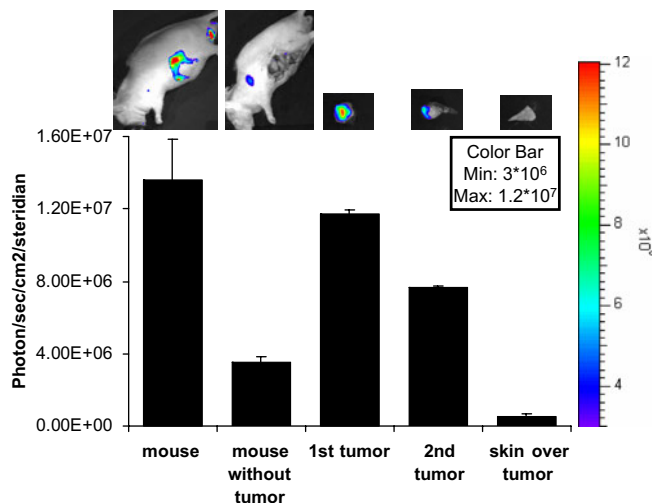 1.60E+07
1.20E+07
8.00E+06
4.00E+06
0.00E+00
Photon/sec/cm2/steridian
Color Bar
Min: 3*10⁶
Max: 1.2*10⁷
12
10
8
6
4
mouse
mouse without tumor
1st tumor
2nd tumor
skin over tumor